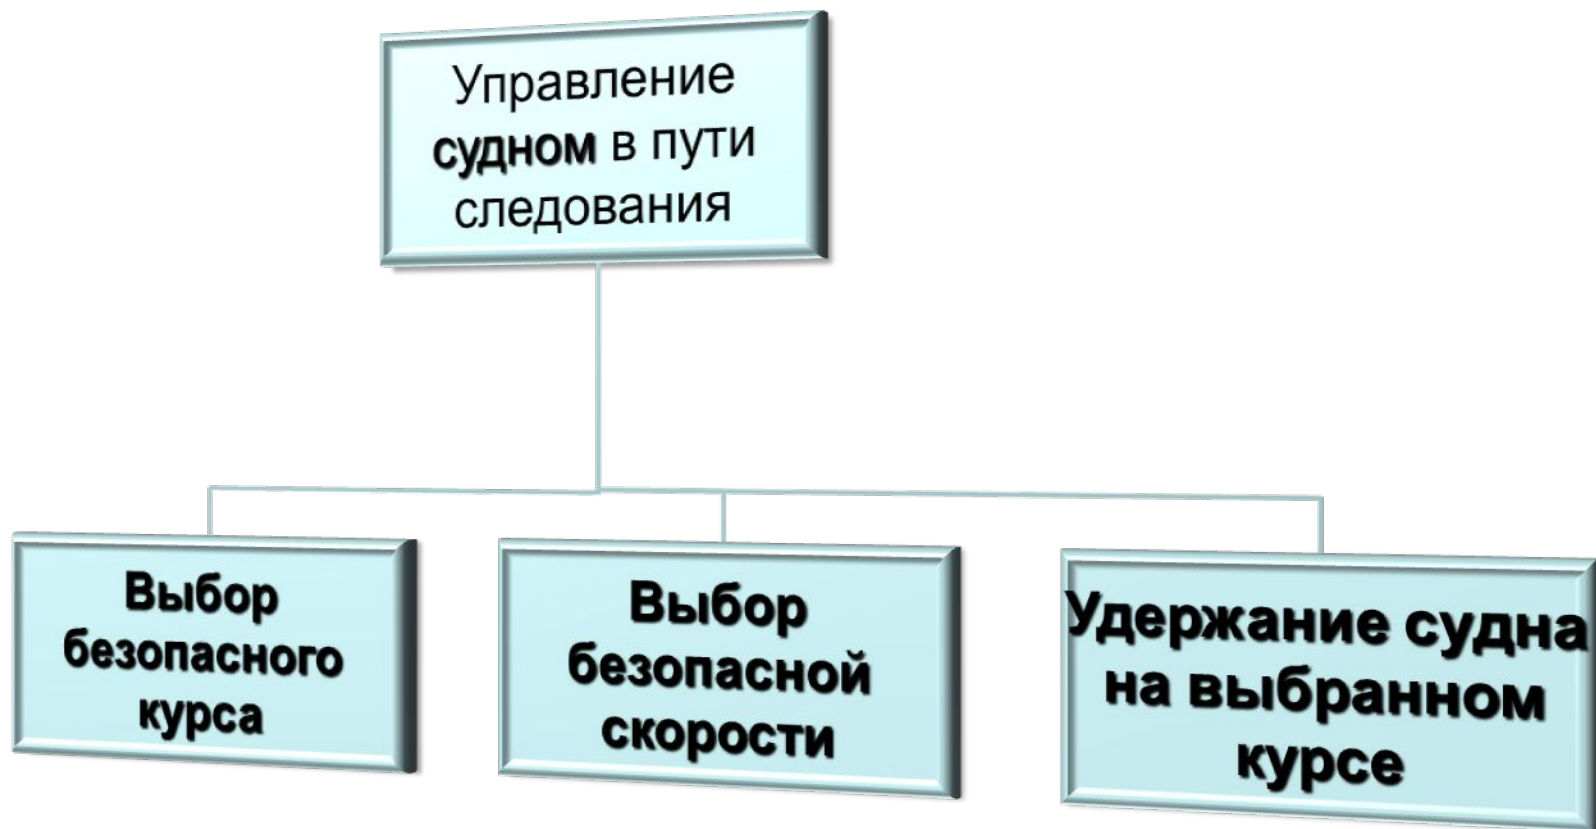 Управление
судном в пути
следования
Выбор
безопасного
курса
Выбор
безопасной
скорости
Удержание судна
на выбранном
курсе